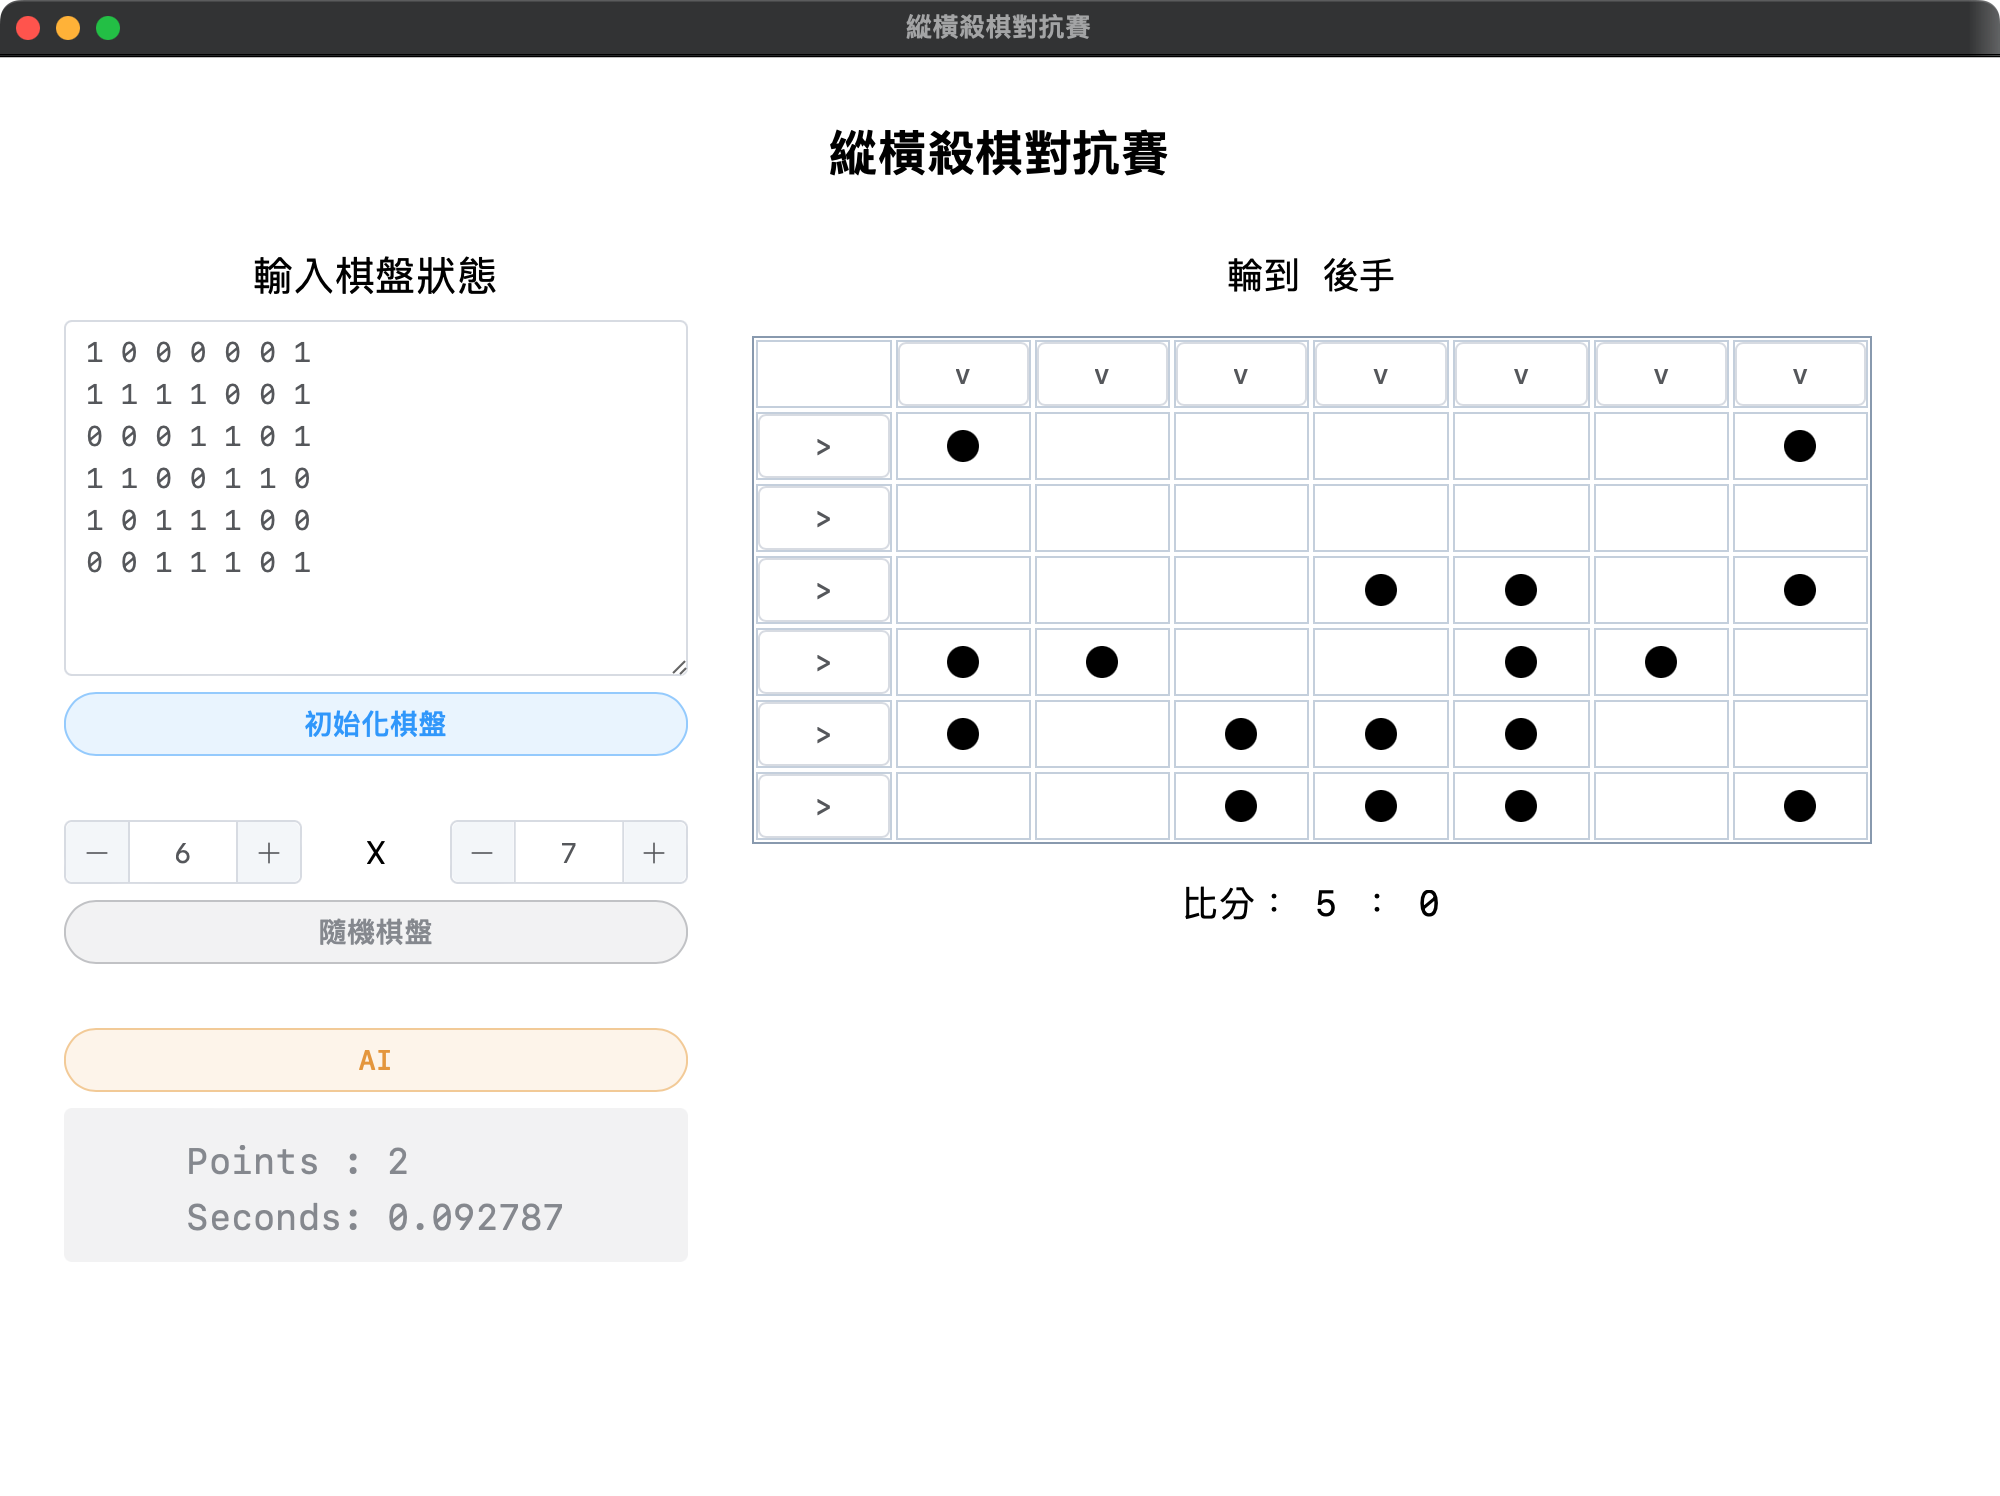 縱橫殺棋對抗賽
縱橫殺棋對抗賽
輸入棋盤狀態
1 0 0 0 0 0 1
1 1 1 1 0 0 1
0 0 0 1 1 0 1
1 1 0 0 1 1 0
1 0 1 1 1 0 0
0 0 1 1 1 0 1
初始化棋盤
— 6 + X — 7 +
隨機棋盤
AI
Points : 2
Seconds: 0.092787
輪到 後手
v v v v v v v
>
>
>
>
>
>
比分： 5 : 0